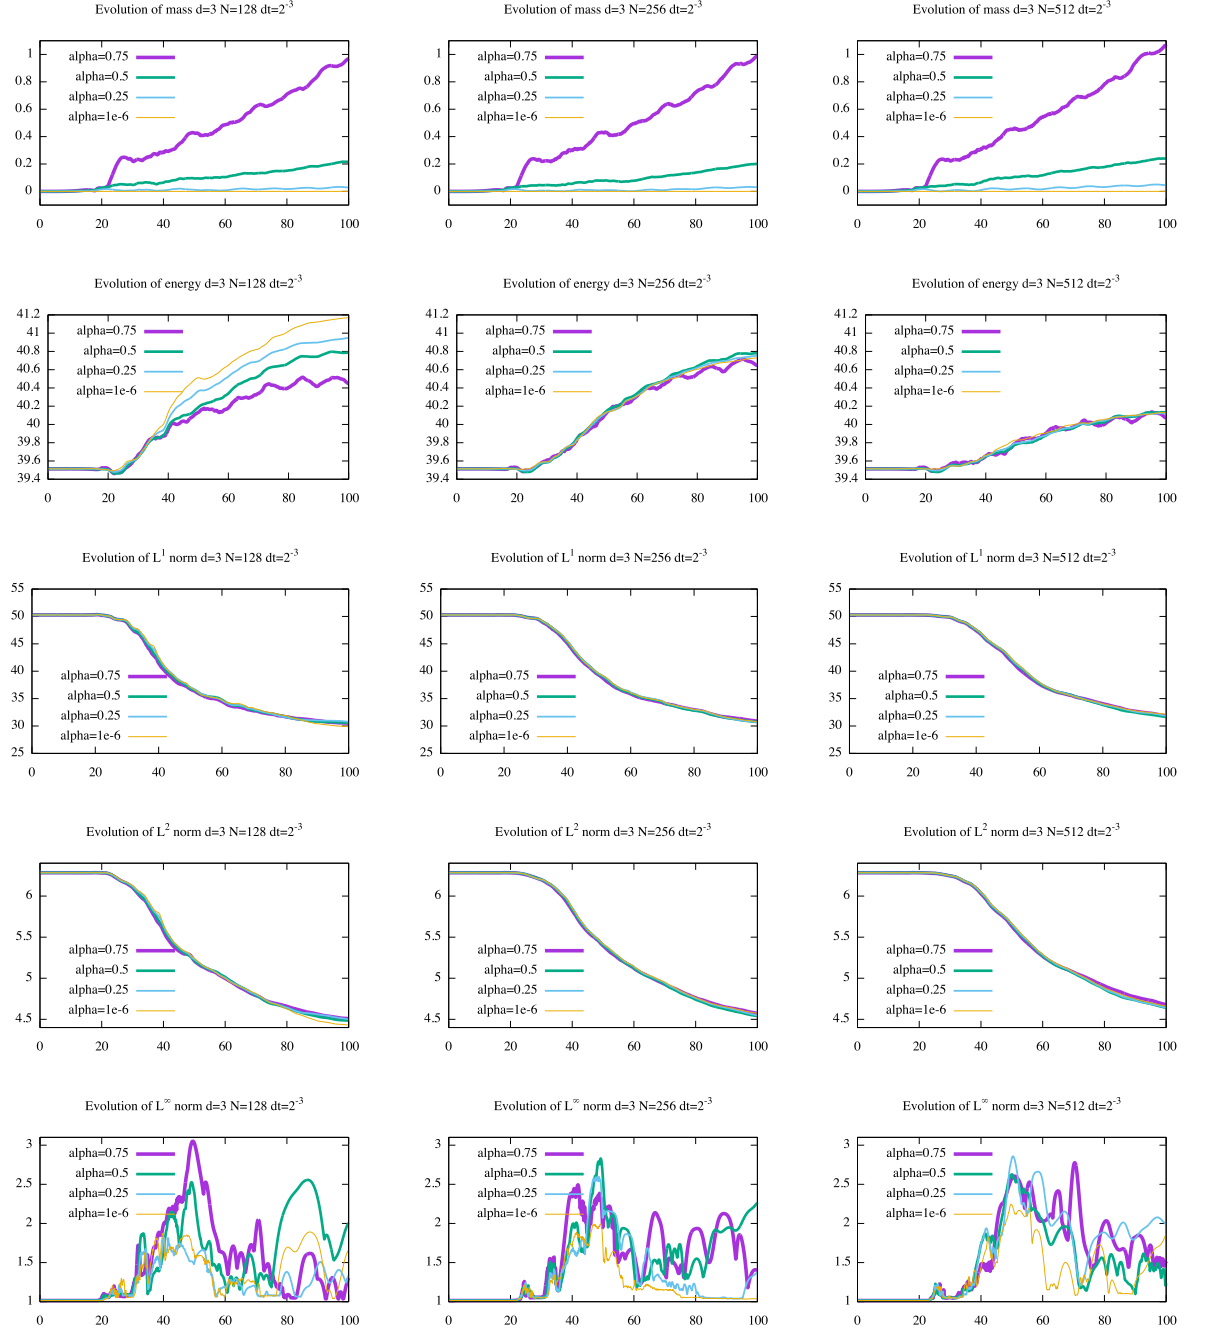 Evolution of mass d=3 N=128 dt=2^-3
alpha=0.75
alpha=0.5
alpha=0.25
alpha=1e-6
1
0.8
0.6
0.4
0.2
0
0 20 40 60 80 100
Evolution of mass d=3 N=256 dt=2^-3
alpha=0.75
alpha=0.5
alpha=0.25
alpha=1e-6
1
0.8
0.6
0.4
0.2
0
0 20 40 60 80 100
Evolution of mass d=3 N=512 dt=2^-3
alpha=0.75
alpha=0.5
alpha=0.25
alpha=1e-6
1
0.8
0.6
0.4
0.2
0
0 20 40 60 80 100
Evolution of energy d=3 N=128 dt=2^-3
alpha=0.75
alpha=0.5
alpha=0.25
alpha=1e-6
41.2
41
40.8
40.6
40.4
40.2
40
39.8
39.6
39.4
0 20 40 60 80 100
Evolution of energy d=3 N=256 dt=2^-3
alpha=0.75
alpha=0.5
alpha=0.25
alpha=1e-6
41.2
41
40.8
40.6
40.4
40.2
40
39.8
39.6
39.4
0 20 40 60 80 100
Evolution of energy d=3 N=512 dt=2^-3
alpha=0.75
alpha=0.5
alpha=0.25
alpha=1e-6
41.2
41
40.8
40.6
40.4
40.2
40
39.8
39.6
39.4
0 20 40 60 80 100
Evolution of L^1 norm d=3 N=128 dt=2^-3
55
50
45
40
35
30
25
alpha=0.75
alpha=0.5
alpha=0.25
alpha=1e-6
0 20 40 60 80 100
Evolution of L^1 norm d=3 N=256 dt=2^-3
55
50
45
40
35
30
25
alpha=0.75
alpha=0.5
alpha=0.25
alpha=1e-6
0 20 40 60 80 100
Evolution of L^1 norm d=3 N=512 dt=2^-3
55
50
45
40
35
30
25
alpha=0.75
alpha=0.5
alpha=0.25
alpha=1e-6
0 20 40 60 80 100
Evolution of L^2 norm d=3 N=128 dt=2^-3
6
5.5
5
4.5
alpha=0.75
alpha=0.5
alpha=0.25
alpha=1e-6
0 20 40 60 80 100
Evolution of L^2 norm d=3 N=256 dt=2^-3
6
5.5
5
4.5
alpha=0.75
alpha=0.5
alpha=0.25
alpha=1e-6
0 20 40 60 80 100
Evolution of L^2 norm d=3 N=512 dt=2^-3
6
5.5
5
4.5
alpha=0.75
alpha=0.5
alpha=0.25
alpha=1e-6
0 20 40 60 80 100
Evolution of L^∞ norm d=3 N=128 dt=2^-3
3
2.5
2
1.5
1
alpha=0.75
alpha=0.5
alpha=0.25
alpha=1e-6
0 20 40 60 80 100
Evolution of L^∞ norm d=3 N=256 dt=2^-3
3
2.5
2
1.5
1
alpha=0.75
alpha=0.5
alpha=0.25
alpha=1e-6
0 20 40 60 80 100
Evolution of L^∞ norm d=3 N=512 dt=2^-3
3
2.5
2
1.5
1
alpha=0.75
alpha=0.5
alpha=0.25
alpha=1e-6
0 20 40 60 80 100